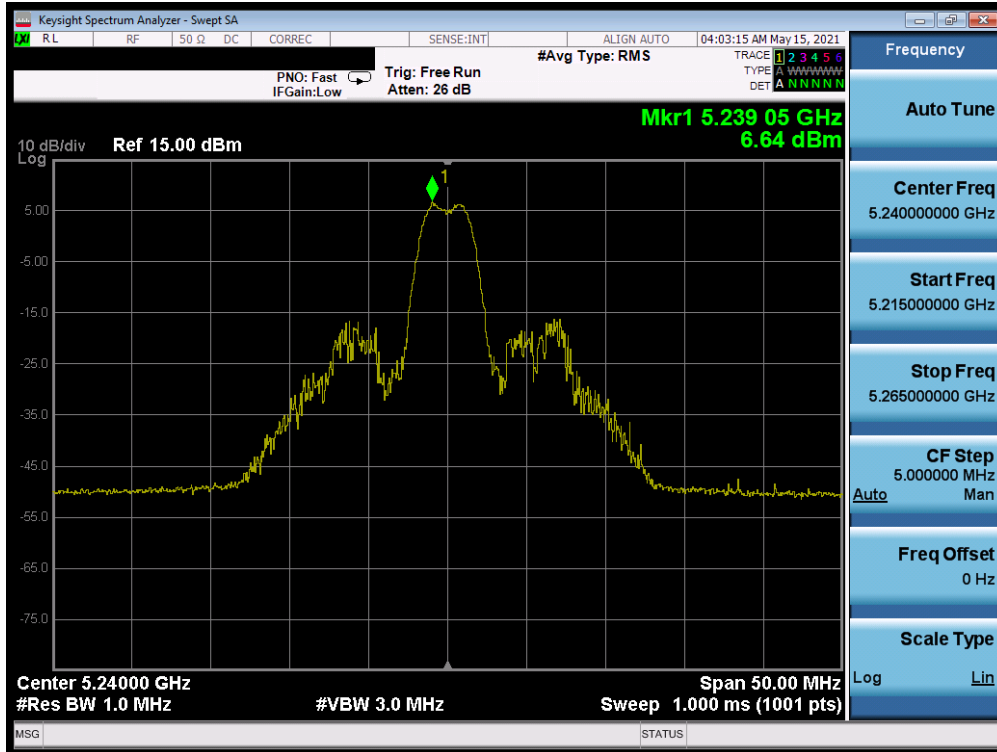 Keysight Spectrum Analyzer - Swept SA
LXI RL RF 50 Ω DC CORREC SENSE:INT ALIGN AUTO 04:03:15 AM May 15, 2021
#Avg Type: RMS
TRACE 1 2 3 4 5 6
PNO: Fast Trig: Free Run
TYPE A WWWWW
IFGain:Low Atten: 26 dB
DET A N N N N N
Mkr1 5.239 05 GHz
6.64 dBm
10 dB/div Ref 15.00 dBm
Log
1
5.00
-5.00
-15.0
-25.0
-35.0
-45.0
-55.0
-65.0
-75.0
Center 5.24000 GHz Span 50.00 MHz
#Res BW 1.0 MHz #VBW 3.0 MHz Sweep 1.000 ms (1001 pts)
MSG STATUS
Frequency
Auto Tune
Center Freq
5.240000000 GHz
Start Freq
5.215000000 GHz
Stop Freq
5.265000000 GHz
CF Step
5.000000 MHz
Auto Man
Freq Offset
0 Hz
Scale Type
Log Lin